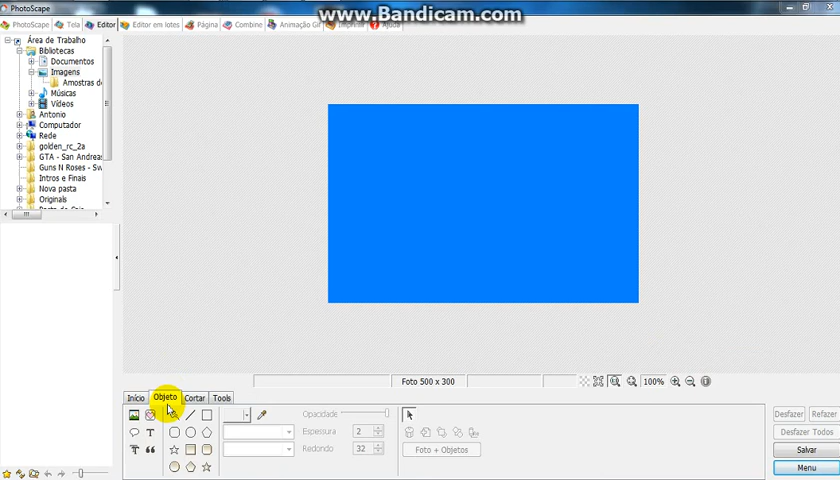 PhotoScape
www.Bandicam.com
PhotoScape
Tela
Editor
Editor em lotes
Página
Combine
Animação Gif
Imprimir
Ajuda
Área de Trabalho
Bibliotecas
Documentos
Imagens
Amostras de
Músicas
Vídeos
Antonio
Computador
Rede
golden_rc_2a
GTA - San Andreas
Guns N Roses - Sw
Intros e Finais
Nova pasta
Originals
Foto 500 x 300
100%
Início
Objeto
Cortar
Tools
Opacidade
Espessura
2
Redondo
32
Foto + Objetos
Desfazer
Refazer
Desfazer Todos
Salvar
Menu